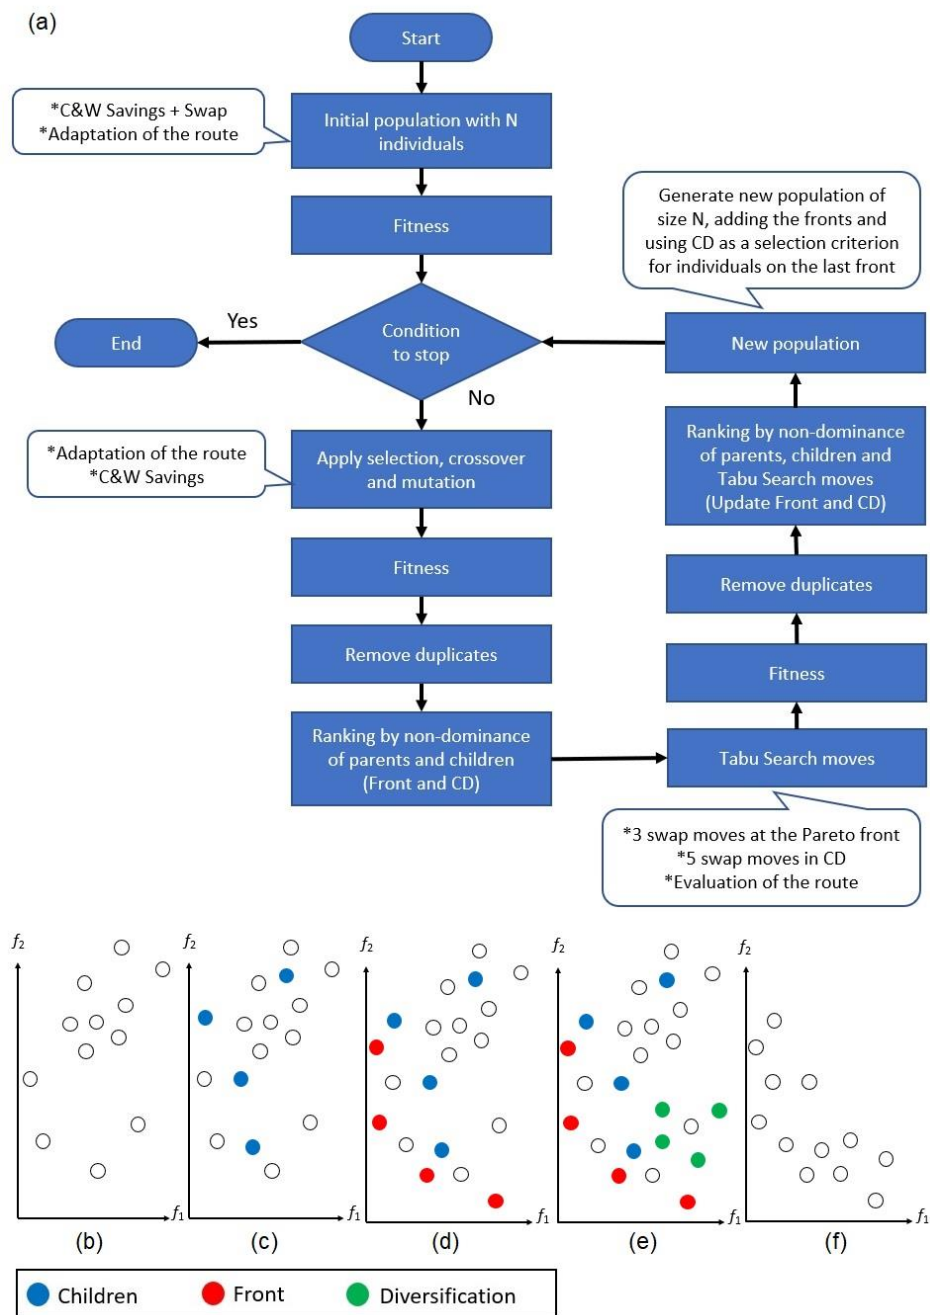 (a)
Start
*C&W Savings + Swap
*Adaptation of the route
Initial population with N
individuals
Fitness
Generate new population of
size N, adding the fronts and
using CD as a selection criterion
for individuals on the last front
Yes
End
Condition
to stop
New population
No
*Adaptation of the route
*C&W Savings
Apply selection, crossover
and mutation
Ranking by non-dominance
of parents, children and
Tabu Search moves
(Update Front and CD)
Fitness
Remove duplicates
Remove duplicates
Fitness
Ranking by non-dominance
of parents and children
(Front and CD)
Tabu Search moves
*3 swap moves at the Pareto front
*5 swap moves in CD
*Evaluation of the route
f2
f2
f2
f2
f2
f1
f1
f1
f1
f1
(b)
(c)
(d)
(e)
(f)
Children
Front
Diversification